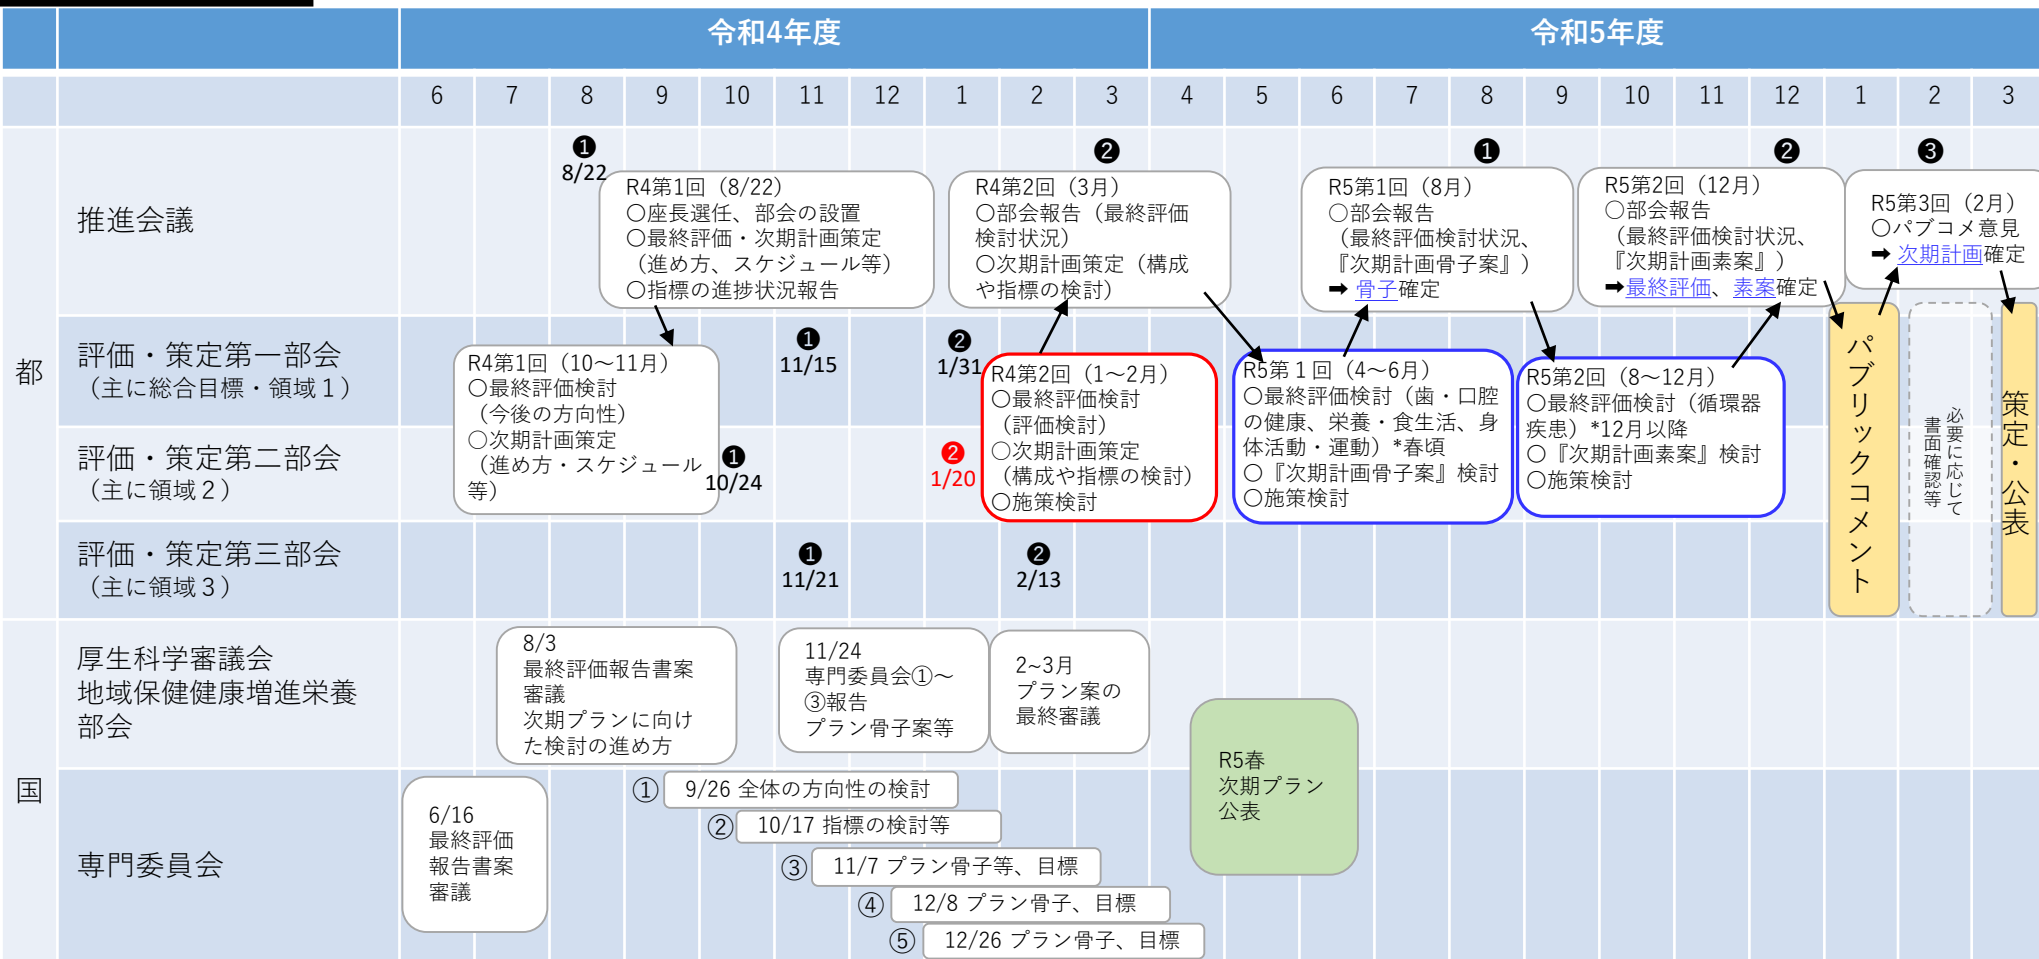 令和4年度
令和5年度
6 7 8 9 10 11 12 1 2 3 4 5 6 7 8 9 10 11 12 1 2 3
都
推進会議
❶
8/22
R4第1回（8/22）
〇座長選任、部会の設置
〇最終評価・次期計画策定
（進め方、スケジュール等）
〇指標の進捗状況報告
❷
R4第2回（3月）
〇部会報告（最終評価
検討状況）
〇次期計画策定（構成
や指標の検討）
❶
R5第1回（8月）
〇部会報告
（最終評価検討状況、
『次期計画骨子案』）
➡ 骨子確定
❷
R5第2回（12月）
〇部会報告
（最終評価検討状況、
『次期計画素案』）
➡最終評価、素案確定
❸
R5第3回（2月）
〇パブコメ意見
➡ 次期計画確定
評価・策定第一部会
（主に総合目標・領域１）
❶
11/15
❷
1/31
評価・策定第二部会
（主に領域２）
❶
10/24
❷
1/20
評価・策定第三部会
（主に領域３）
❶
11/21
❷
2/13
R4第1回（10～11月）
〇最終評価検討
（今後の方向性）
〇次期計画策定
（進め方・スケジュール
等）
R4第2回（1～2月）
〇最終評価検討
（評価検討）
〇次期計画策定
（構成や指標の検討）
〇施策検討
R5第１回（4～6月）
〇最終評価検討（歯・口腔
の健康、栄養・食生活、身
体活動・運動）*春頃
〇『次期計画骨子案』検討
〇施策検討
R5第2回（8～12月）
〇最終評価検討（循環器
疾患）*12月以降
〇『次期計画素案』検討
〇施策検討
パブリックコメント
必要に応じて
書面確認等
策定・公表
国
厚生科学審議会
地域保健健康増進栄養
部会
8/3
最終評価報告書案
審議
次期プランに向け
た検討の進め方
11/24
専門委員会①～
③報告
プラン骨子案等
2~3月
プラン案の
最終審議
R5春
次期プラン
公表
専門委員会
6/16
最終評価
報告書案
審議
① 9/26 全体の方向性の検討
② 10/17 指標の検討等
③ 11/7 プラン骨子等、目標
④ 12/8 プラン骨子、目標
⑤ 12/26 プラン骨子、目標